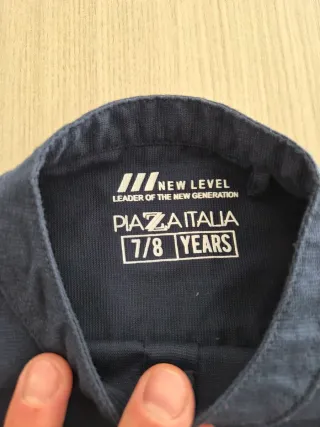 /// NEW LEVEL
LEADER OF THE NEW GENERATION
PIAZZA ITALIA
7/8 YEARS